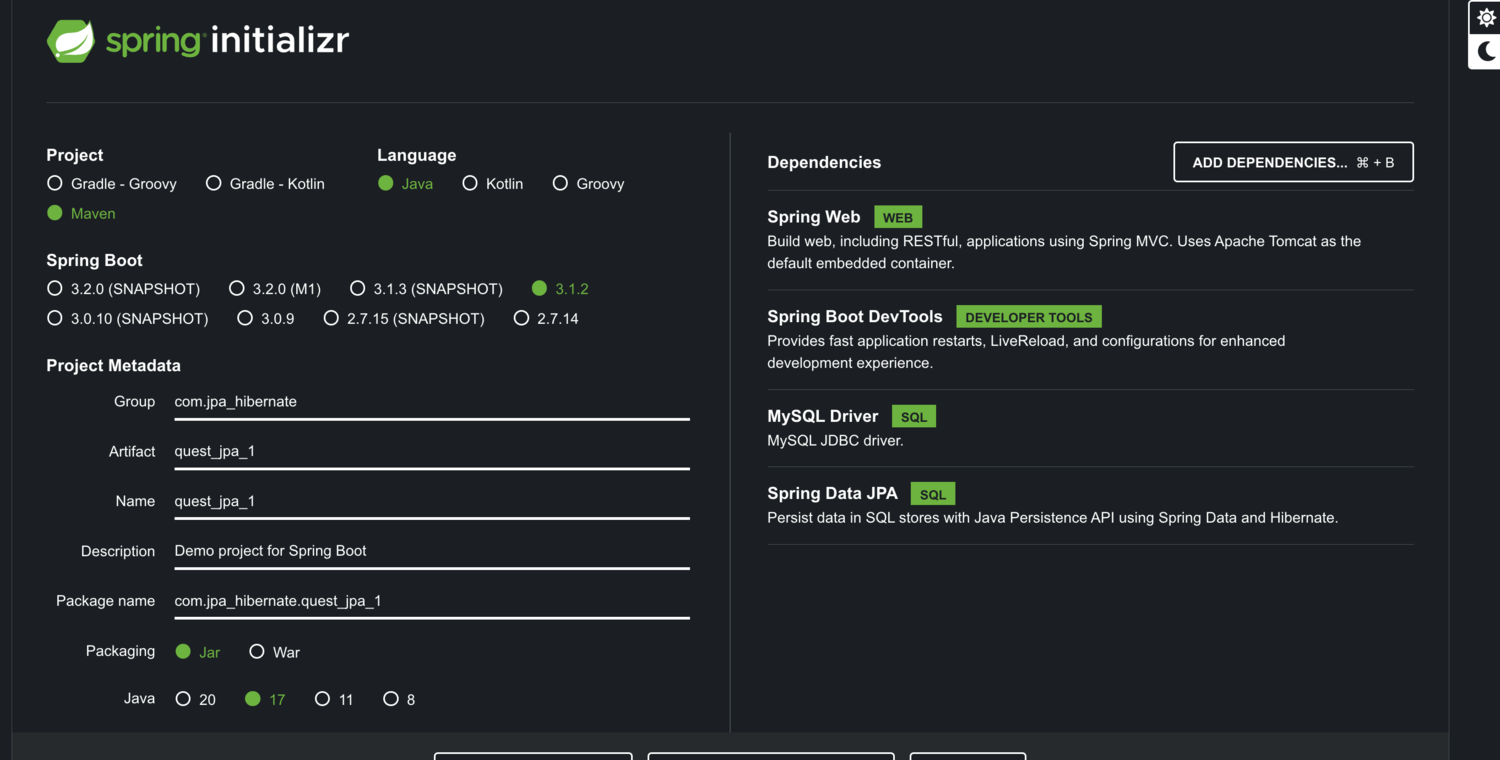 spring initializr
Project
Gradle - Groovy Gradle - Kotlin
Maven
Language
Java Kotlin Groovy
Spring Boot
3.2.0 (SNAPSHOT) 3.2.0 (M1) 3.1.3 (SNAPSHOT) 3.1.2
3.0.10 (SNAPSHOT) 3.0.9 2.7.15 (SNAPSHOT) 2.7.14
Project Metadata
Group com.jpa_hibernate
Artifact quest_jpa_1
Name quest_jpa_1
Description Demo project for Spring Boot
Package name com.jpa_hibernate.quest_jpa_1
Packaging Jar War
Java 20 17 11 8
Dependencies ADD DEPENDENCIES... ⌘ + B
Spring Web WEB
Build web, including RESTful, applications using Spring MVC. Uses Apache Tomcat as the
default embedded container.
Spring Boot DevTools DEVELOPER TOOLS
Provides fast application restarts, LiveReload, and configurations for enhanced
development experience.
MySQL Driver SQL
MySQL JDBC driver.
Spring Data JPA SQL
Persist data in SQL stores with Java Persistence API using Spring Data and Hibernate.